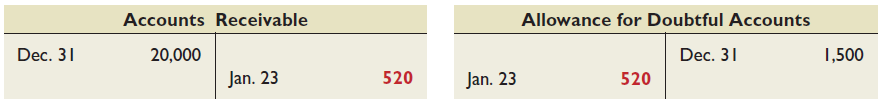 Accounts Receivable
Dec. 31 20,000
Jan. 23 520
Allowance for Doubtful Accounts
Dec. 31 1,500
Jan. 23 520